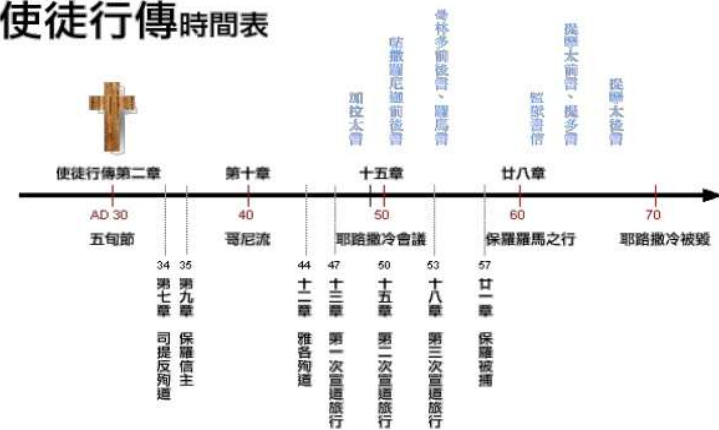 使徒行傳時間表
加拉太書
帖撒羅尼迦前後書
哥林多前後書、羅馬書
監獄書信
提摩太前書、提多書
提摩太後書
使徒行傳第二章
第十章
十五章
廿八章
AD 30
40
50
60
70
五旬節
哥尼流
耶路撒冷會議
保羅羅馬之行
耶路撒冷被毀
34
第七章 司提反殉道
35
第九章 保羅信主
44
十二章 雅各殉道
47
十三章 第一次宣道旅行
50
十五章 第二次宣道旅行
53
十八章 第三次宣道旅行
57
廿一章 保羅被捕